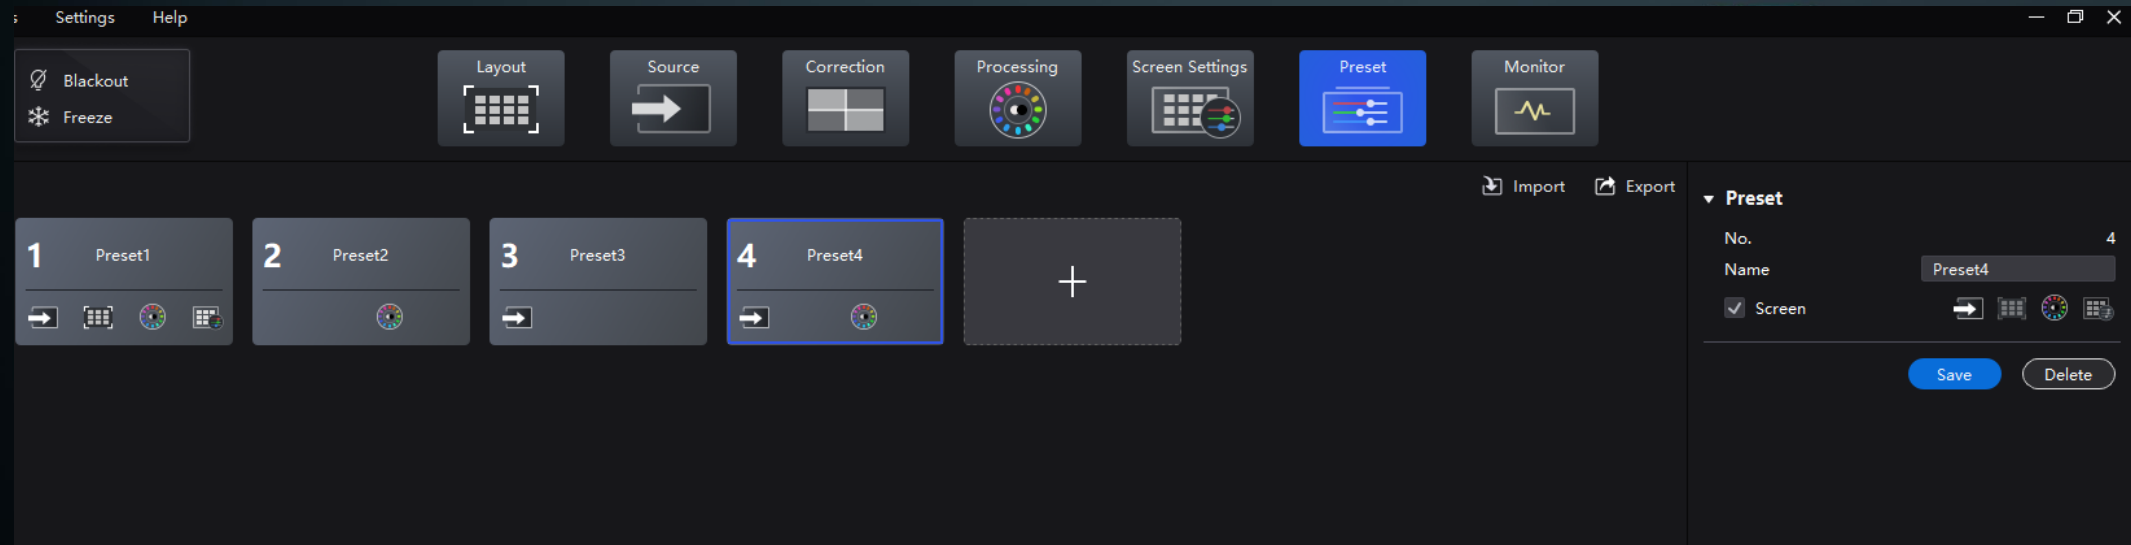 s Settings Help
Blackout
Freeze
Layout
Source
Correction
Processing
Screen Settings
Preset
Monitor
Import
Export
1 Preset1
2 Preset2
3 Preset3
4 Preset4
Preset
No. 4
Name Preset4
Screen
Save Delete